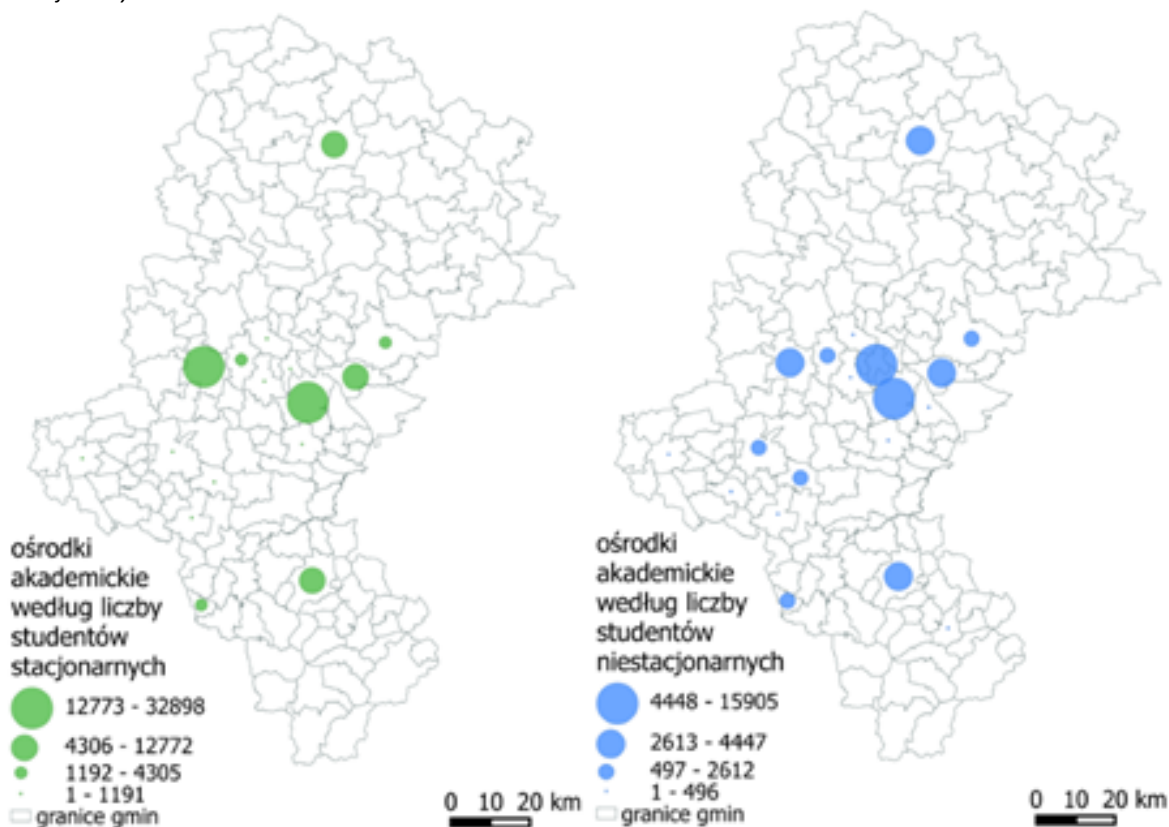 ośrodki
akademickie
według liczby
studentów
stacjonarnych
12773 - 32898
4306 - 12772
1192 - 4305
1 - 1191
granice gmin
0 10 20 km
ośrodki
akademickie
według liczby
studentów
niestacjonarnych
4448 - 15905
2613 - 4447
497 - 2612
1 - 496
granice gmin
0 10 20 km